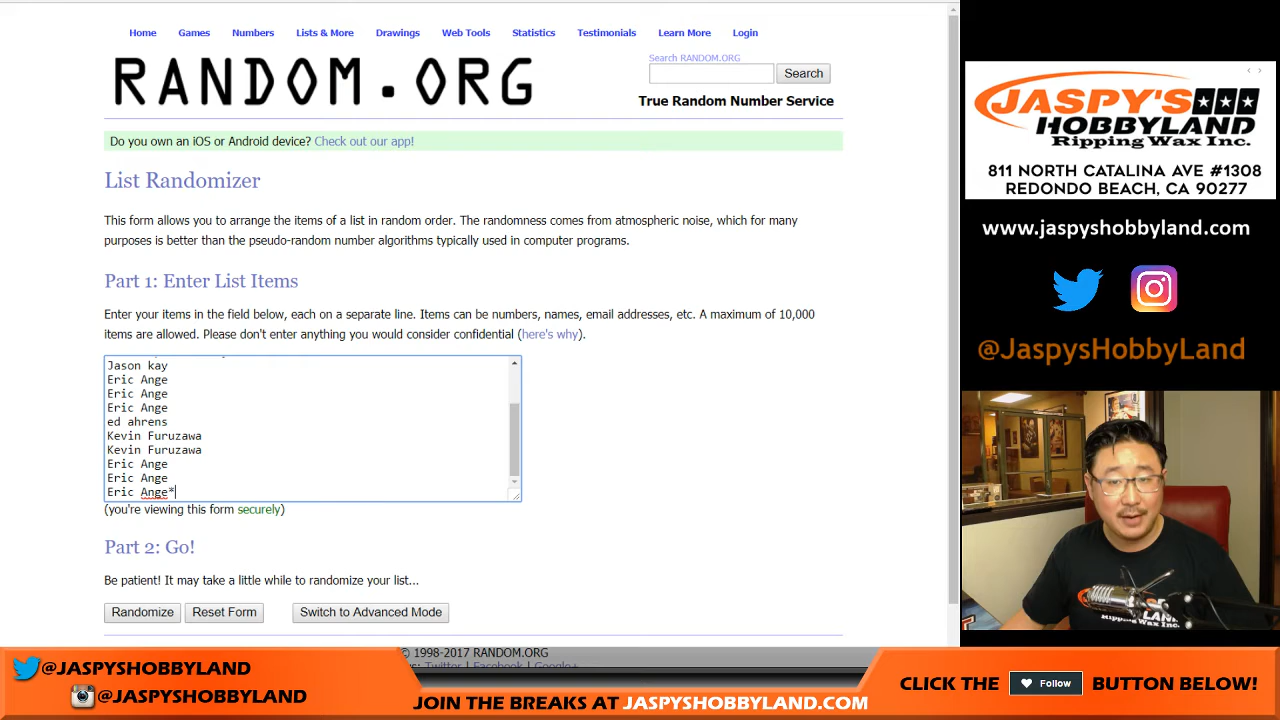 Home Games Numbers Lists & More Drawings Web Tools Statistics Testimonials Learn More Login
RANDOM.ORG
Search RANDOM.ORG
Search
True Random Number Service
Do you own an iOS or Android device? Check out our app!
List Randomizer
This form allows you to arrange the items of a list in random order. The randomness comes from atmospheric noise, which for many
purposes is better than the pseudo-random number algorithms typically used in computer programs.
Part 1: Enter List Items
Enter your items in the field below, each on a separate line. Items can be numbers, names, email addresses, etc. A maximum of 10,000
items are allowed. Please don't enter anything you would consider confidential (here's why).
Jason kay
Eric Ange
Eric Ange
Eric Ange
ed ahrens
Kevin Furuzawa
Kevin Furuzawa
Eric Ange
Eric Ange
Eric Ange*
(you're viewing this form securely)
Part 2: Go!
Be patient! It may take a little while to randomize your list...
Randomize Reset Form Switch to Advanced Mode
© 1998-2017 RANDOM.ORG
Twitter | Facebook | Google+
JASPY'S
HOBBYLAND
Ripping Wax Inc.
811 NORTH CATALINA AVE #1308
REDONDO BEACH, CA 90277
www.jaspyshobbyland.com
@JaspysHobbyLand
HOBBYLAND
Ripping Wax Inc.
@JASPYSHOBBYLAND
@JASPYSHOBBYLAND
JOIN THE BREAKS AT JASPYSHOBBYLAND.COM
CLICK THE Follow BUTTON BELOW!